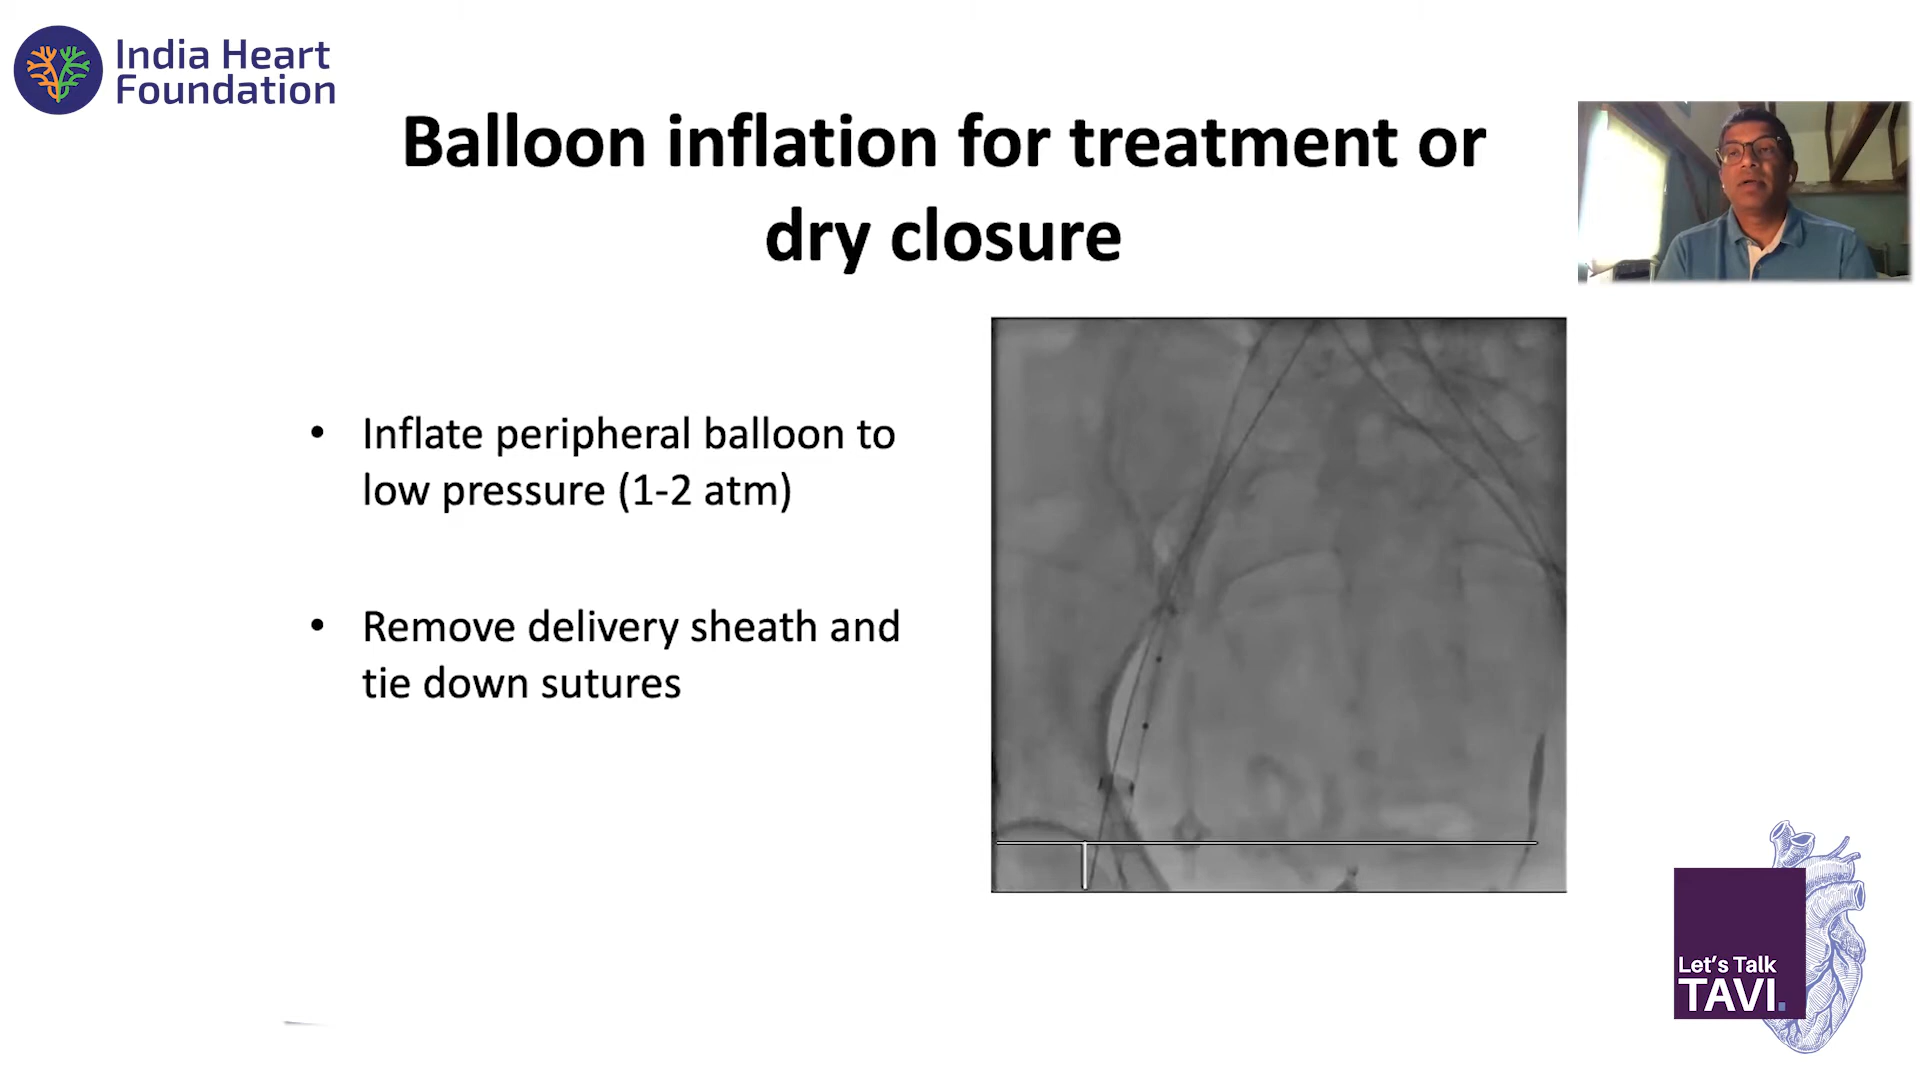 India Heart
Foundation
Balloon inflation for treatment or
dry closure
• Inflate peripheral balloon to
low pressure (1-2 atm)
• Remove delivery sheath and
tie down sutures
Let's Talk
TAVI.